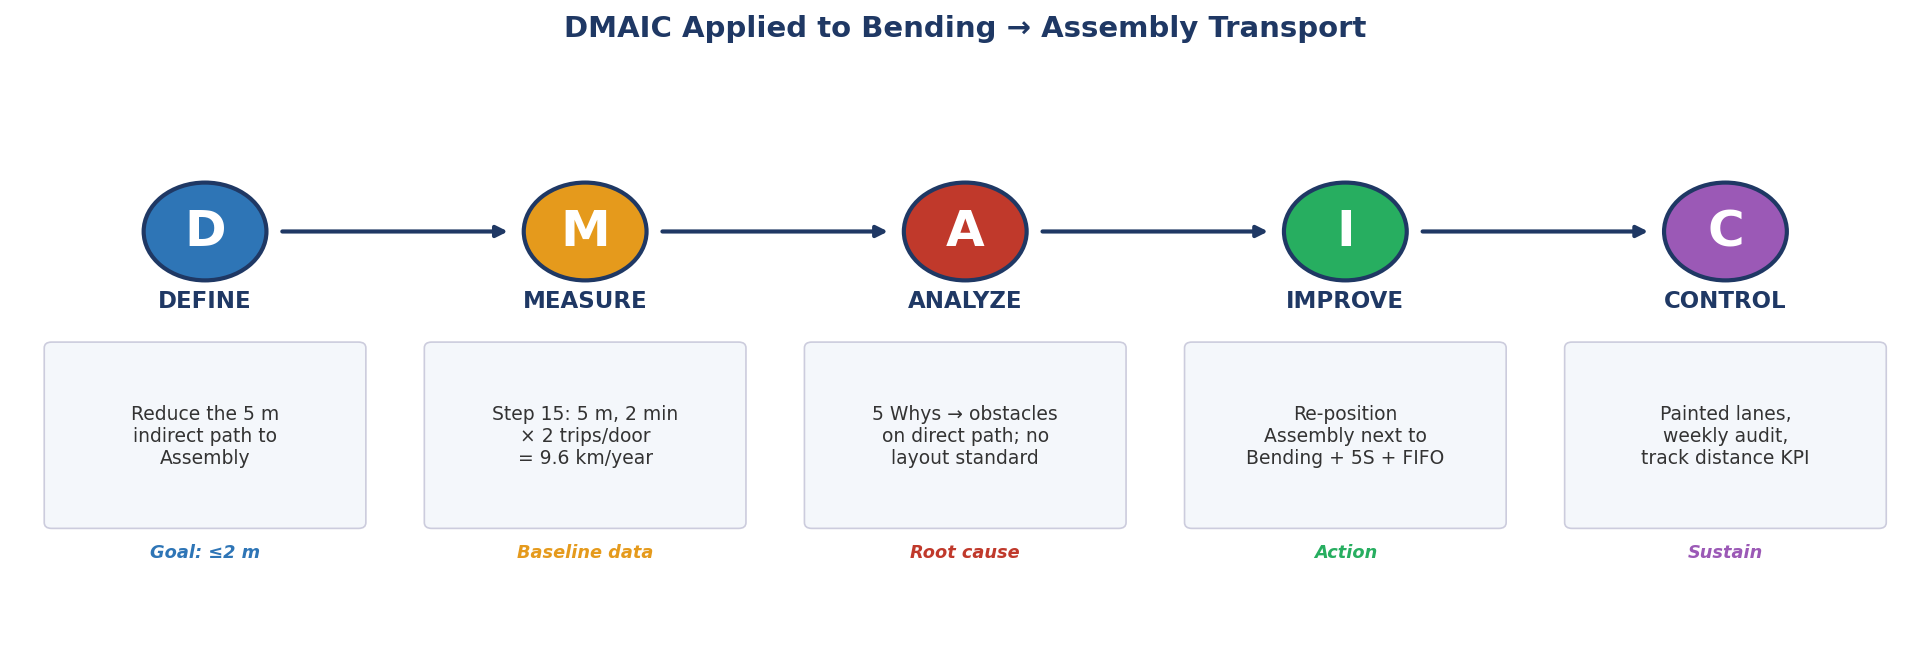 DMAIC Applied to Bending → Assembly Transport
D
M
A
I
C
DEFINE
MEASURE
ANALYZE
IMPROVE
CONTROL
Reduce the 5 m
indirect path to
Assembly
Goal: ≤2 m
Step 15: 5 m, 2 min
× 2 trips/door
= 9.6 km/year
Baseline data
5 Whys → obstacles
on direct path; no
layout standard
Root cause
Re-position
Assembly next to
Bending + 5S + FIFO
Action
Painted lanes,
weekly audit,
track distance KPI
Sustain